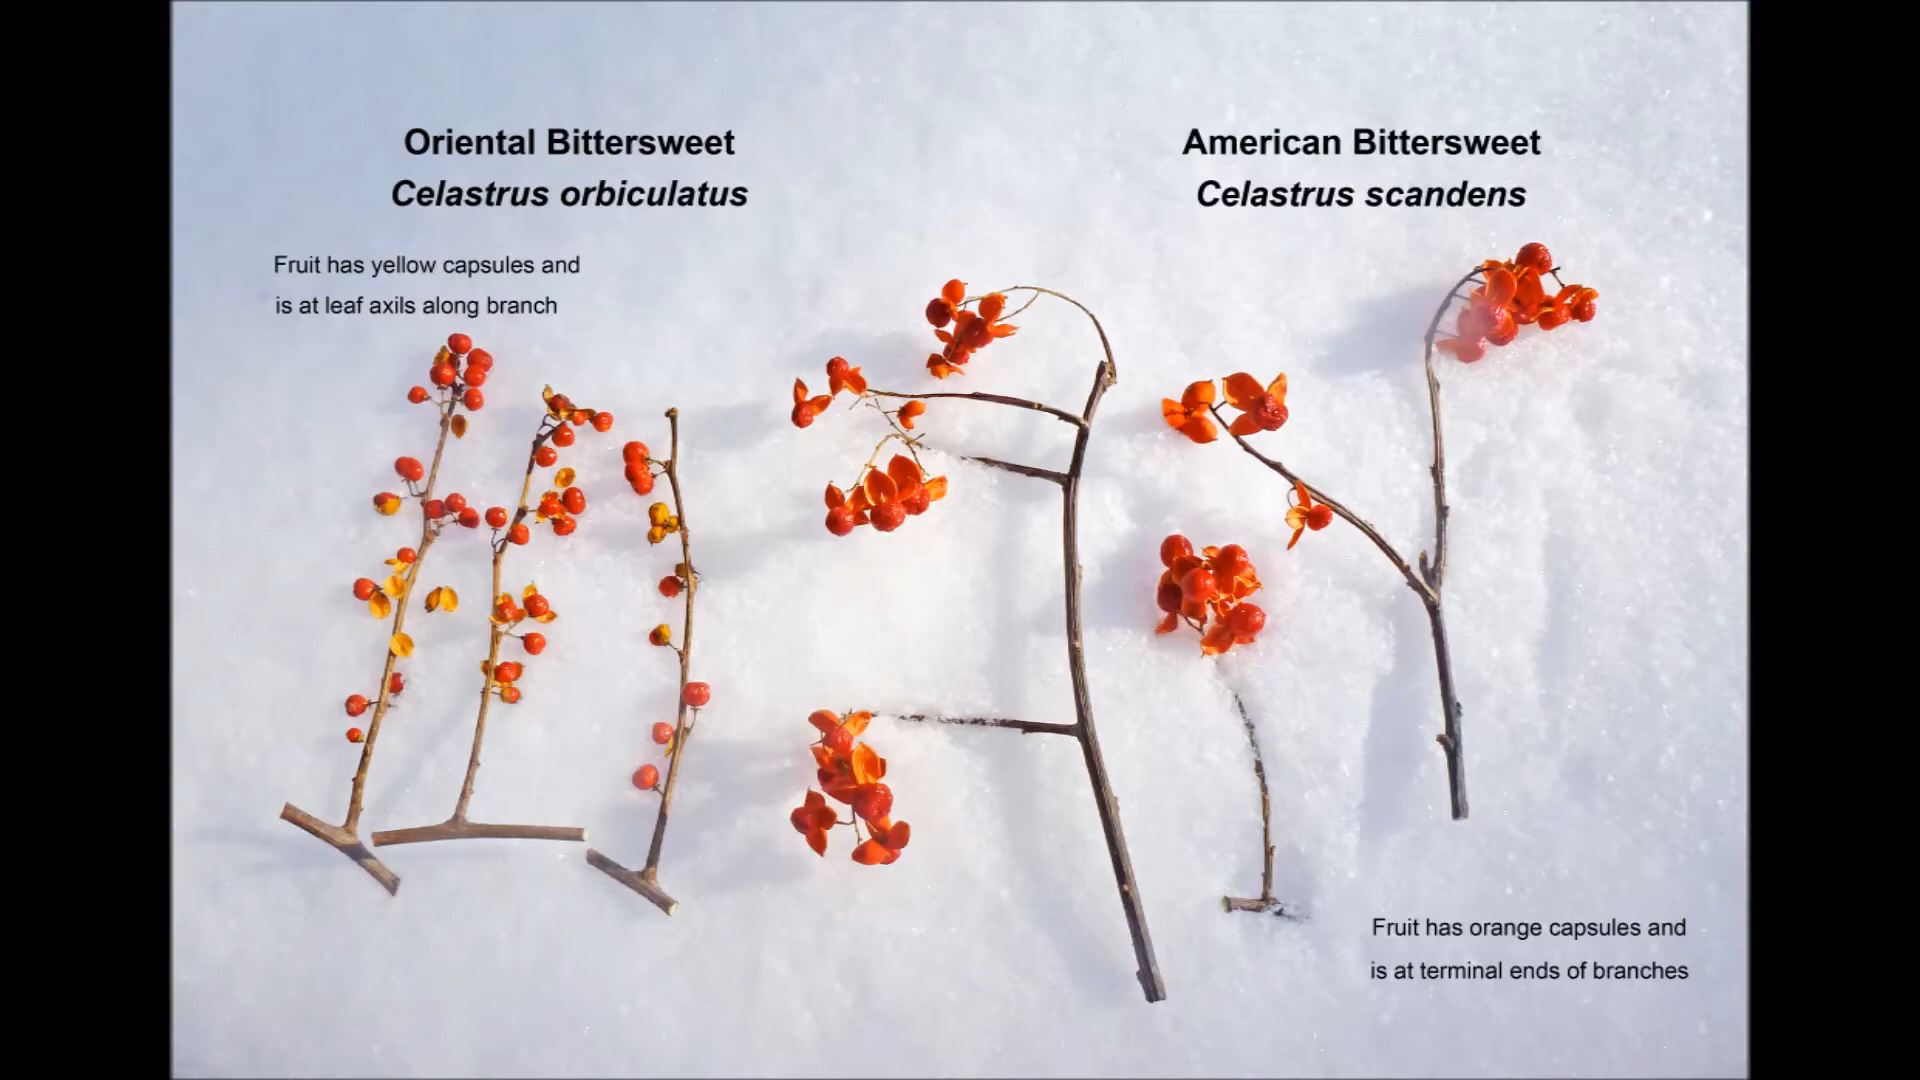 Oriental Bittersweet
Celastrus orbiculatus
Fruit has yellow capsules and
is at leaf axils along branch
American Bittersweet
Celastrus scandens
Fruit has orange capsules and
is at terminal ends of branches